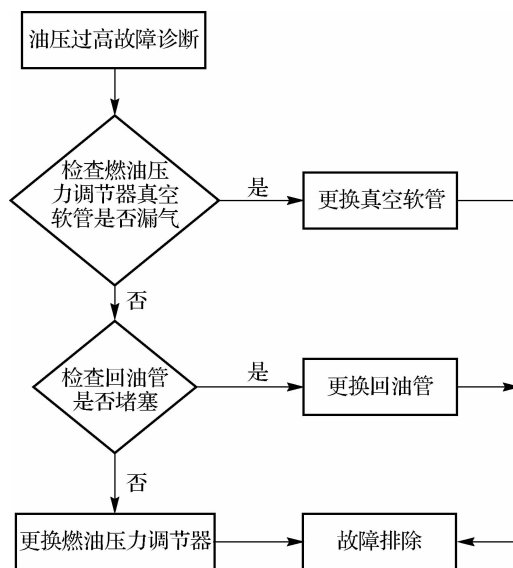 油压过高故障诊断
检查燃油压
力调节器真空
软管是否漏气
是
更换真空软管
否
检查回油管
是否堵塞
是
更换回油管
否
更换燃油压力调节器
故障排除